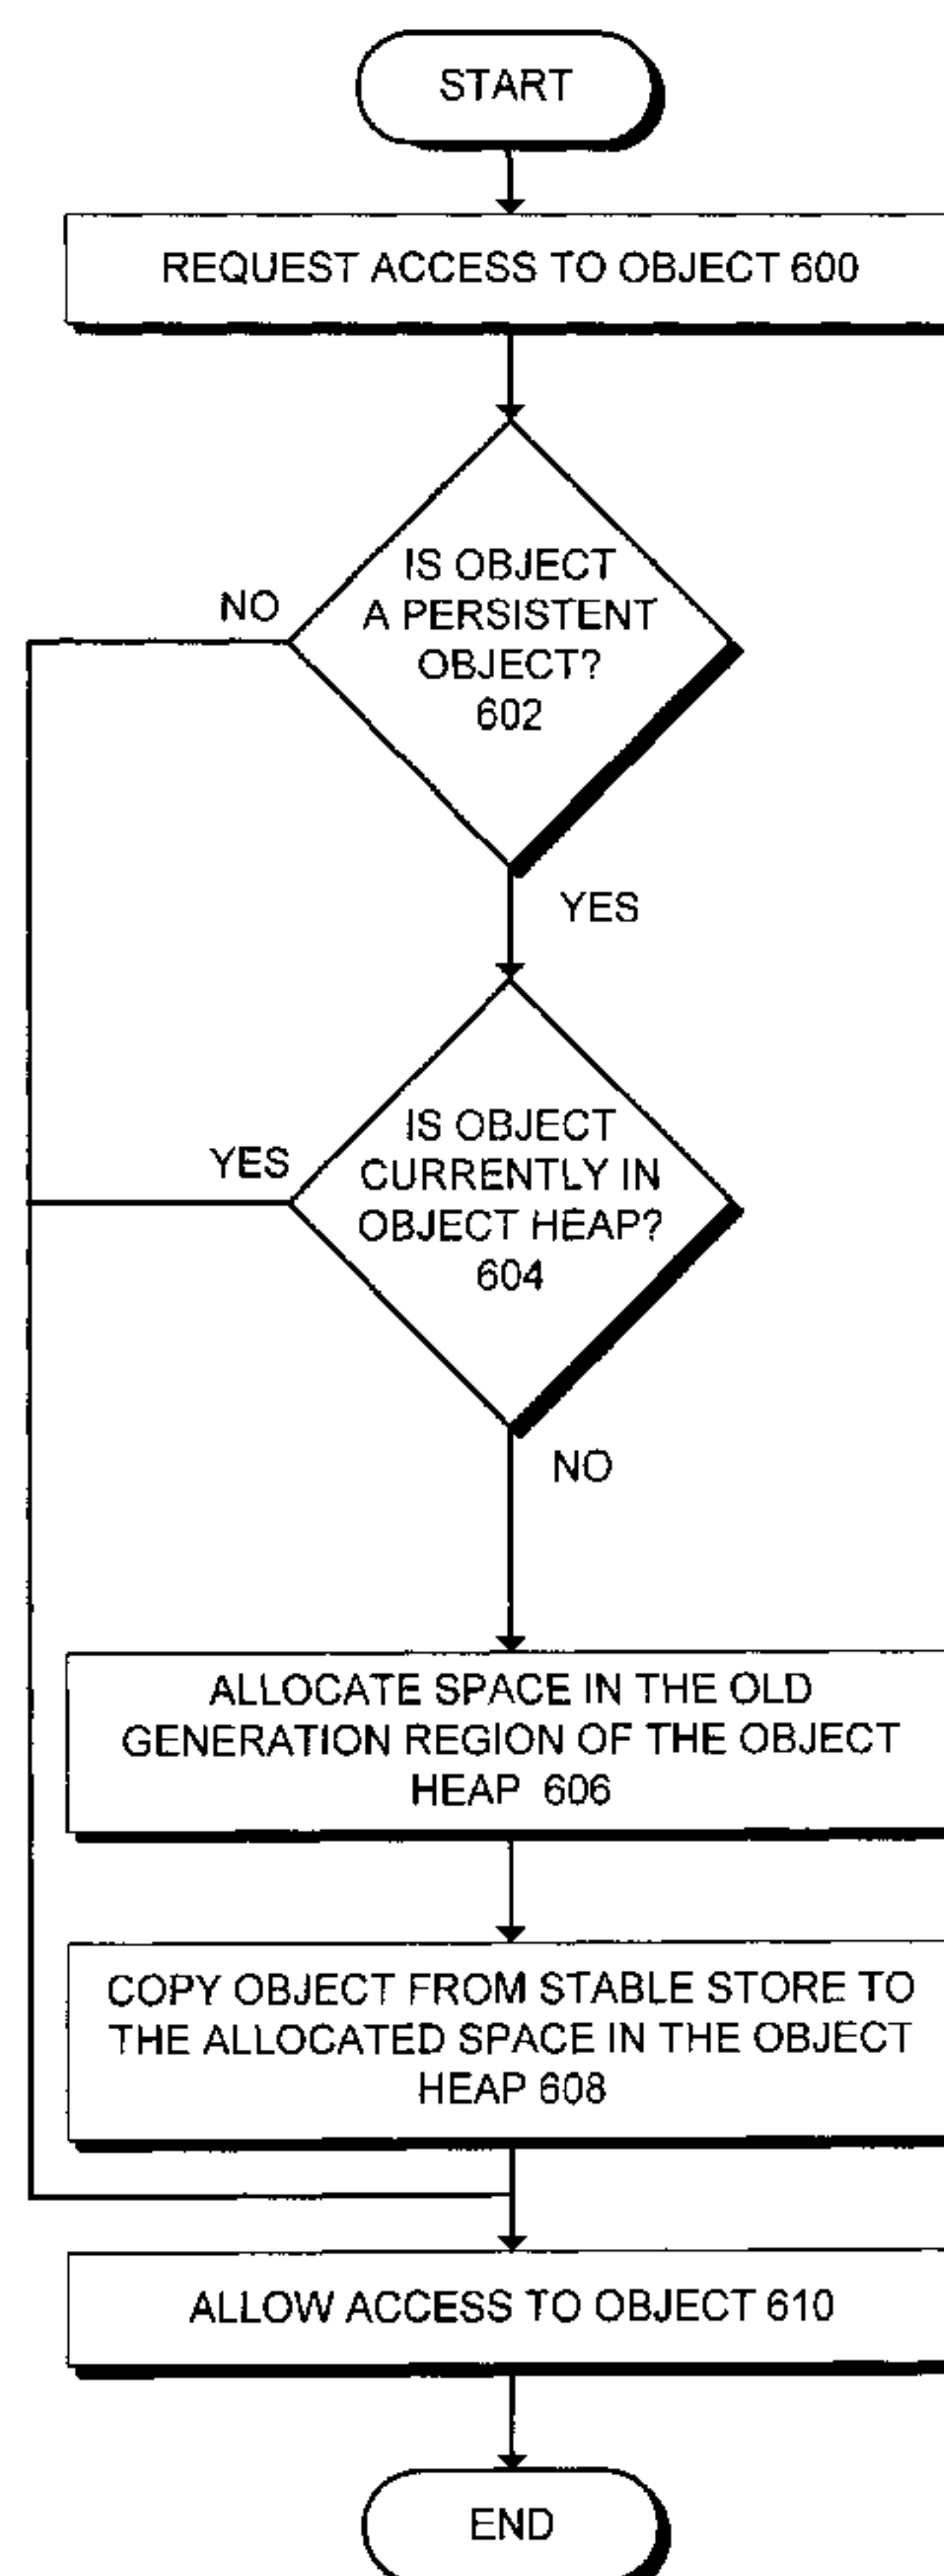 START
REQUEST ACCESS TO OBJECT 600
IS OBJECT
A PERSISTENT
OBJECT?
602
NO
YES
IS OBJECT
CURRENTLY IN
OBJECT HEAP?
604
YES
NO
ALLOCATE SPACE IN THE OLD
GENERATION REGION OF THE OBJECT
HEAP 606
COPY OBJECT FROM STABLE STORE TO
THE ALLOCATED SPACE IN THE OBJECT
HEAP 608
ALLOW ACCESS TO OBJECT 610
END